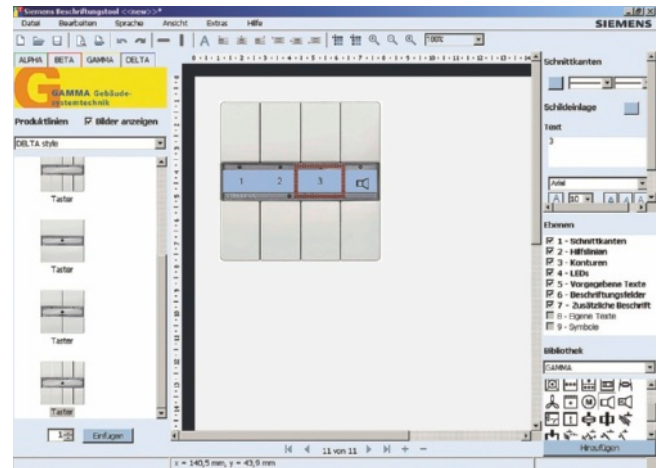 Siemens Beschriftungstool <<new>>*
Datei Bearbeiten Sprache Ansicht Extras Hilfe
SIEMENS
100%
ALPHA BETA GAMMA DELTA
GAMMA Gebäude-
systemtechnik
Produktlinien Bilder anzeigen
DELTA style
Taster
Taster
Taster
Taster
1 Einfügen
1 2 3
11 von 11
x = 140,5 mm, y = 43,9 mm
Schnittkanten
Schildeinlage
Text
3
Arial
10
Ebenen
1 - Schnittkanten
2 - Hilfslinien
3 - Konturen
4 - LEDs
5 - Vorgegebene Texte
6 - Beschriftungsfelder
7 - Zusätzliche Beschrift
8 - Eigene Texte
9 - Symbole
Bibliothek
GAMMA
Hinzufügen